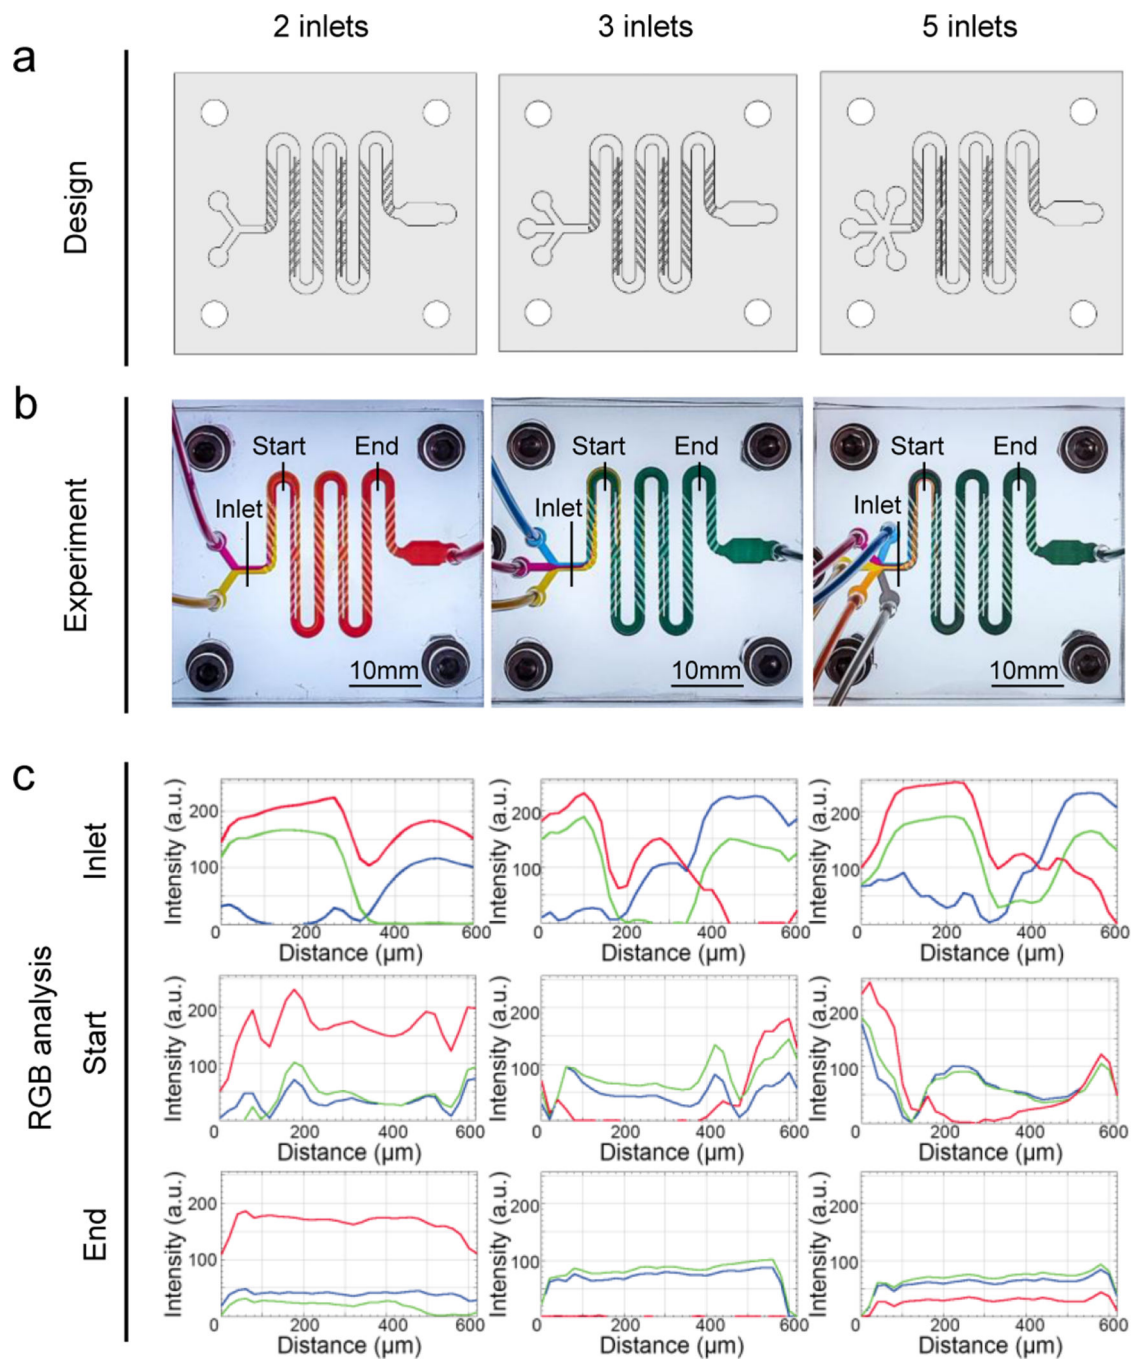 2 inlets 3 inlets 5 inlets
a
Design
b
Experiment
Start End Start End Start End
Inlet Inlet Inlet
10mm 10mm 10mm
c
RGB analysis
Inlet
Intensity (a.u.) Intensity (a.u.) Intensity (a.u.)
200 200 200
100 100 100
0 200 400 600 0 200 400 600 0 200 400 600
Distance (µm) Distance (µm) Distance (µm)
Start
Intensity (a.u.) Intensity (a.u.) Intensity (a.u.)
200 200 200
100 100 100
0 200 400 600 0 200 400 600 0 200 400 600
Distance (µm) Distance (µm) Distance (µm)
End
Intensity (a.u.) Intensity (a.u.) Intensity (a.u.)
200 200 200
100 100 100
0 200 400 600 0 200 400 600 0 200 400 600
Distance (µm) Distance (µm) Distance (µm)